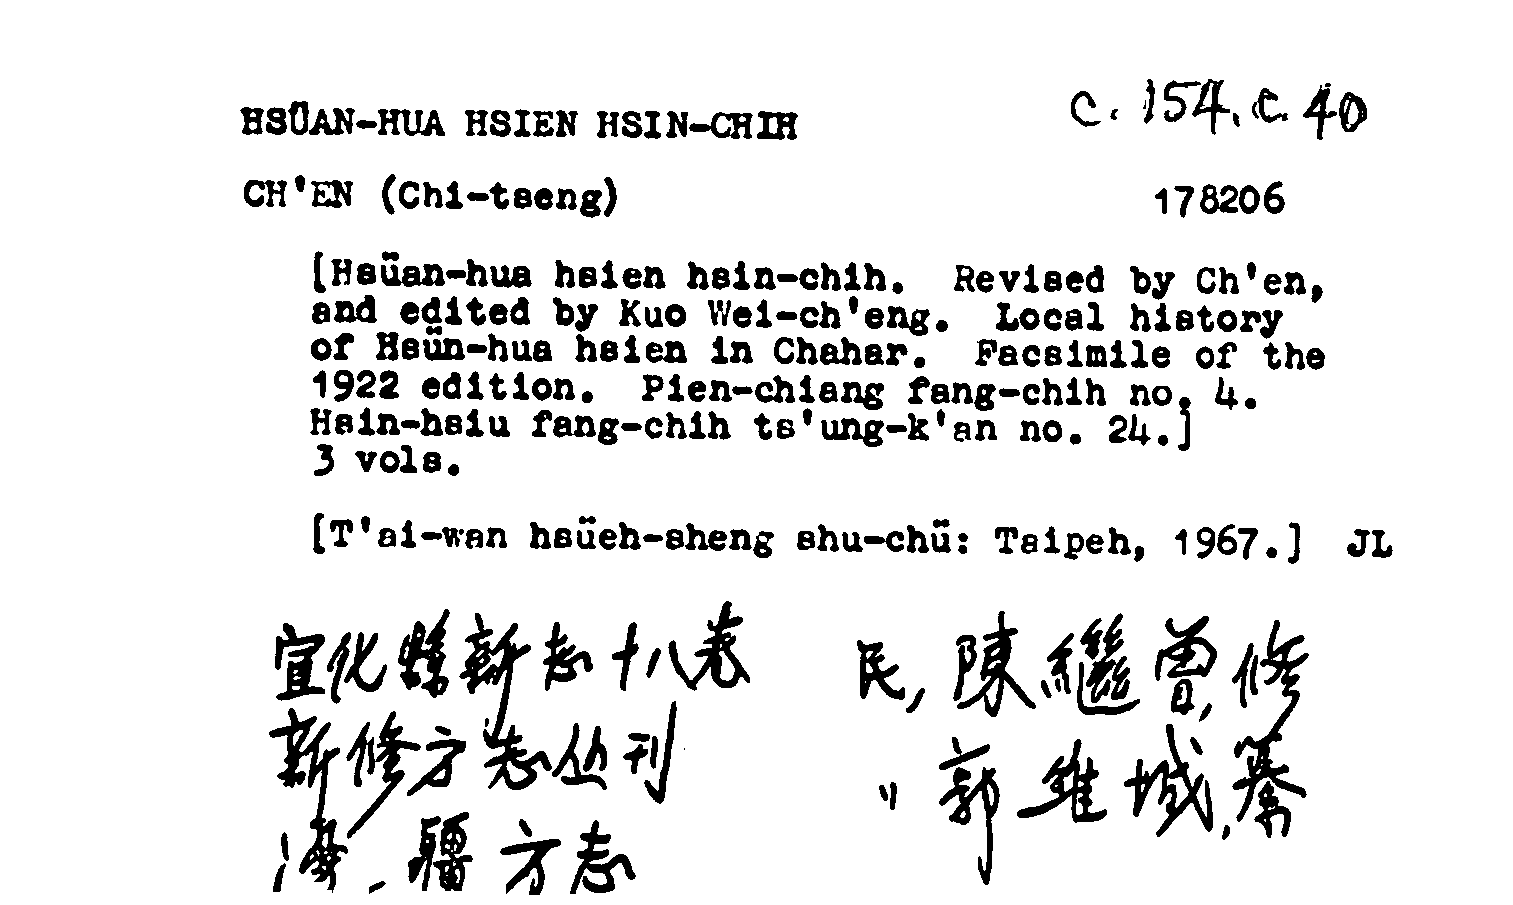 HSÜAN-HUA HSIEN HSIN-CHIH c. 154. c. 40
CH'EN (Chi-tseng) 178206
[Hsüan-hua hsien hsin-chih. Revised by Ch'en,
and edited by Kuo Wei-ch'eng. Local history
of Hsün-hua hsien in Chahar. Facsimile of the
1922 edition. Pien-chiang fang-chih no. 4.
Hsin-hsiu fang-chih ts'ung-k'an no. 24.]
3 vols.
[T'ai-wan hsüeh-sheng shu-chü: Taipeh, 1967.] JL
宣化縣新志十八卷 民, 陳繼曾, 修
新修方志丛刊 〃 郭維城, 纂
邊疆方志